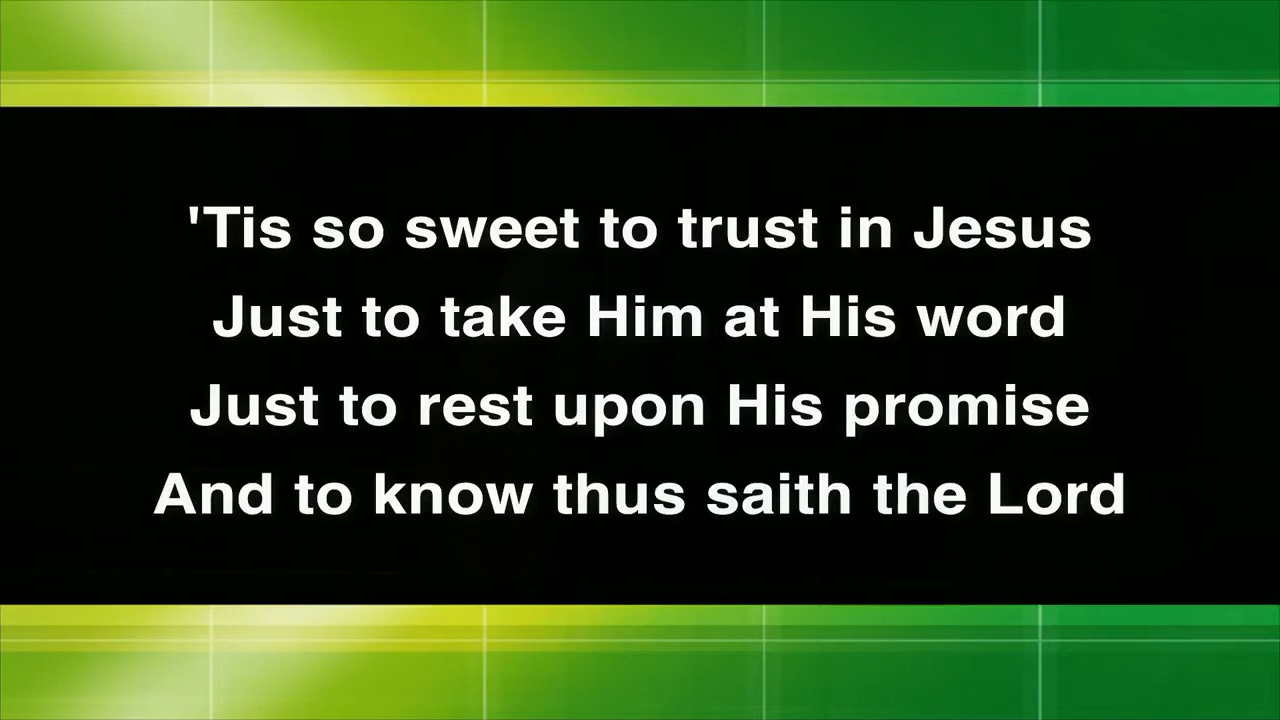 'Tis so sweet to trust in Jesus
Just to take Him at His word
Just to rest upon His promise
And to know thus saith the Lord